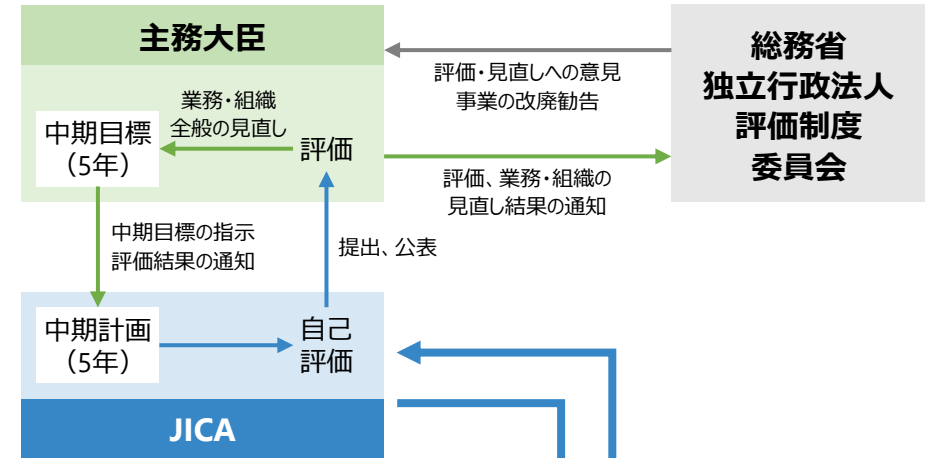 主務大臣
業務・組織
全般の見直し
中期目標
（5年）
評価
評価・見直しへの意見
事業の改廃勧告
総務省
独立行政法人
評価制度
委員会
評価、業務・組織の
見直し結果の通知
中期目標の指示
評価結果の通知
提出、公表
中期計画
（5年）
自己
評価
JICA